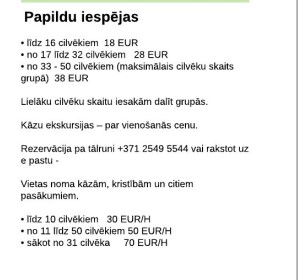 Papildu iespējas
• līdz 16 cilvēkiem  18 EUR
• no 17 līdz 32 cilvēkiem   28 EUR
• no 33 - 50 cilvēkiem (maksimālais cilvēku skaits
grupā)  38 EUR
Lielāku cilvēku skaitu iesakām dalīt grupās.
Kāzu ekskursijas – par vienošanās cenu.
Rezervācija pa tālruni +371 2549 5544 vai rakstot uz
e pastu -
Vietas noma kāzām, kristībām un citiem
pasākumiem.
• līdz 10 cilvēkiem   30 EUR/H
• no 11 līdz 50 cilvēkiem 50 EUR/H
• sākot no 31 cilvēka     70 EUR/H